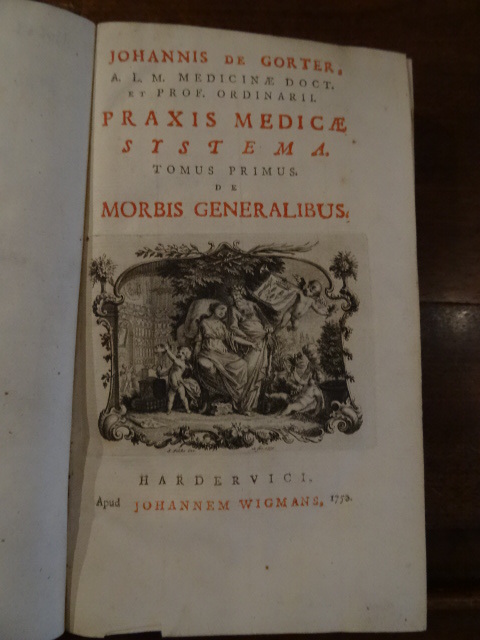 JOHANNIS DE GORTER,
A. L. M. MEDICINÆ DOCT.
ET PROF. ORDINARII.
PRAXIS MEDICÆ
SYSTEMA.
TOMUS PRIMUS.
DE
MORBIS GENERALIBUS.
HARDERVICI,
Apud JOHANNEM WIGMANS, 1750.